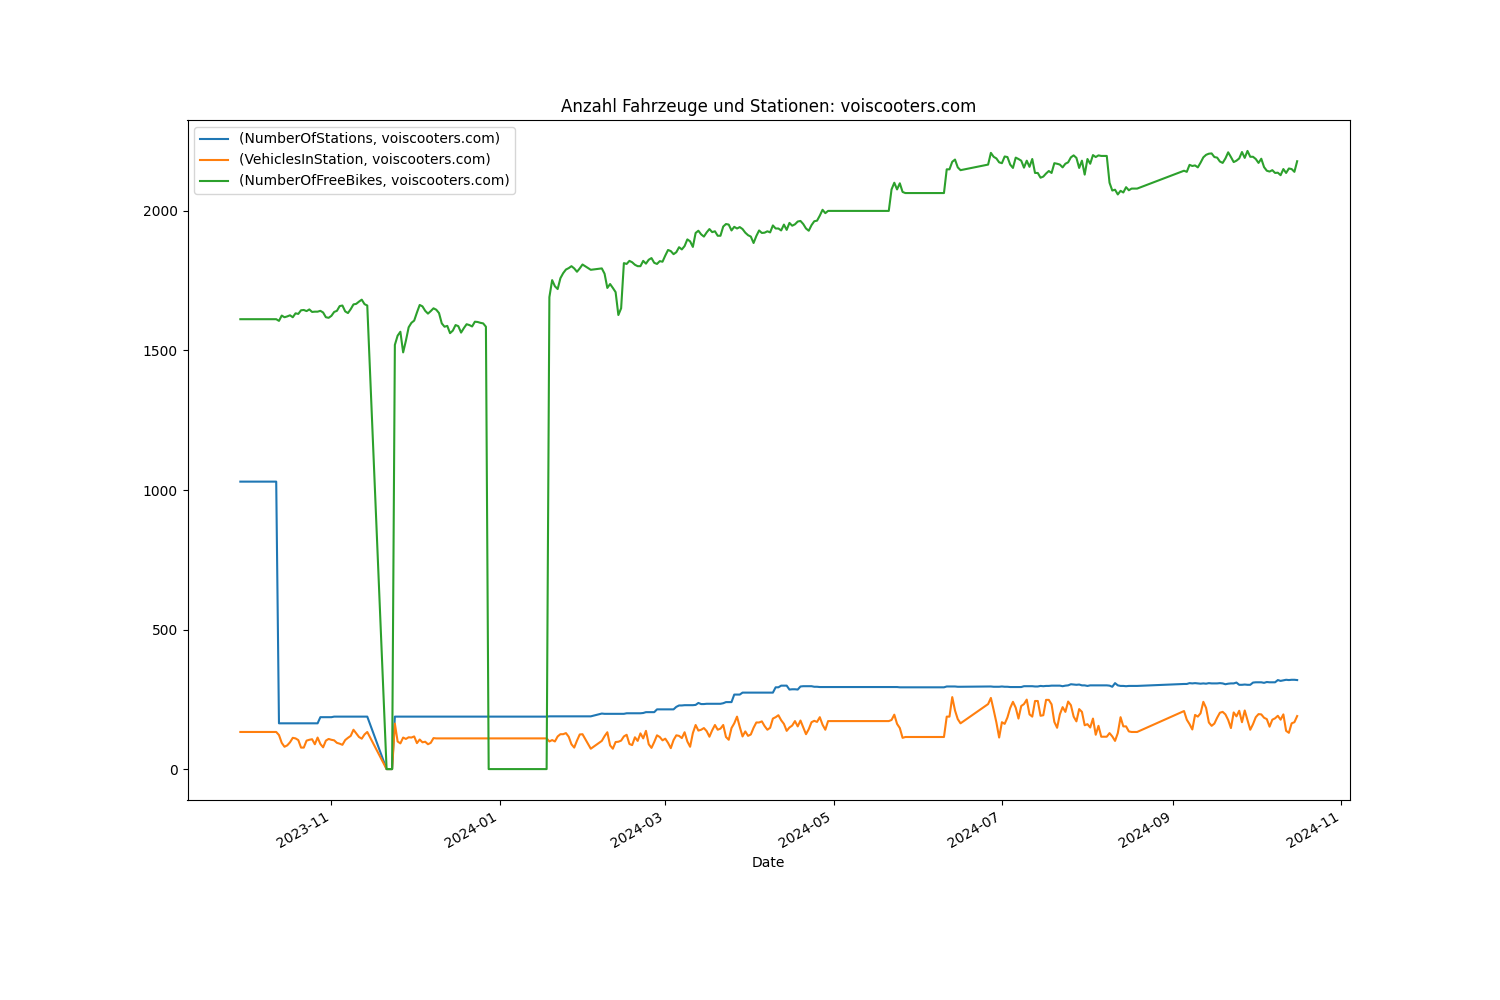 Anzahl Fahrzeuge und Stationen: voiscooters.com
(NumberOfStations, voiscooters.com)
(VehiclesInStation, voiscooters.com)
(NumberOfFreeBikes, voiscooters.com)
2000
1500
1000
500
0
2023-11
2024-01
2024-03
2024-05
2024-07
2024-09
2024-11
Date